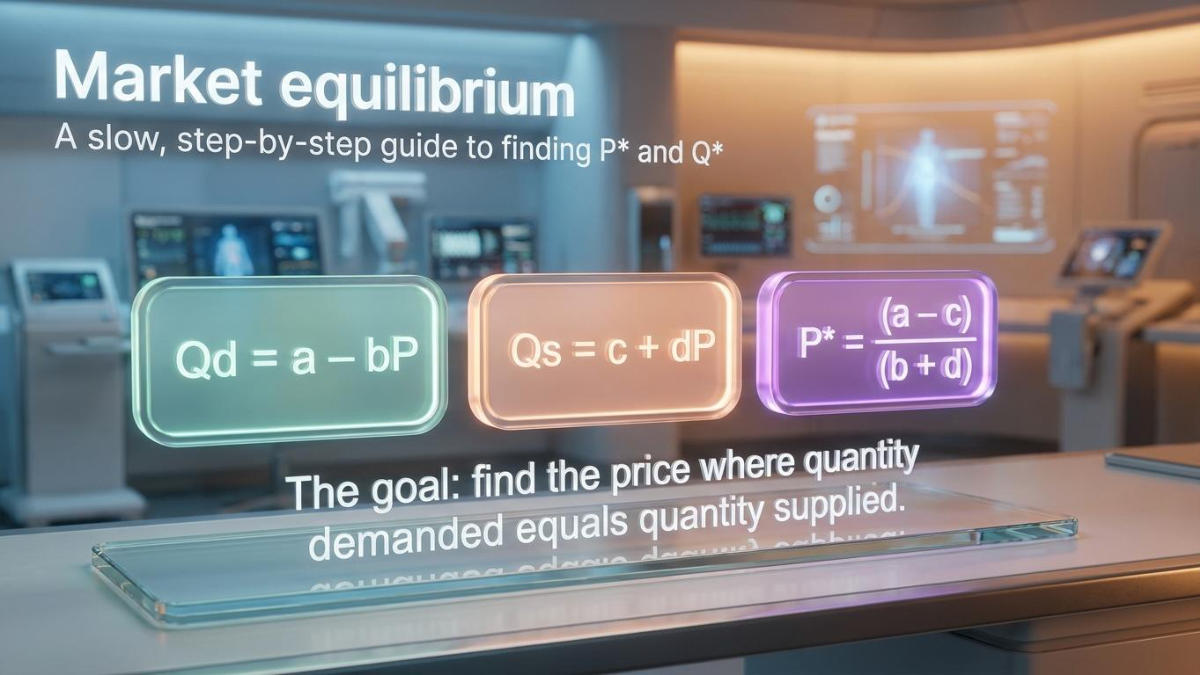 Market equilibrium
A slow, step-by-step guide to finding P* and Q*
Qd = a – bP
Qs = c + dP
P* = (a – c)
(b + d)
The goal: find the price where quantity
demanded equals quantity supplied.